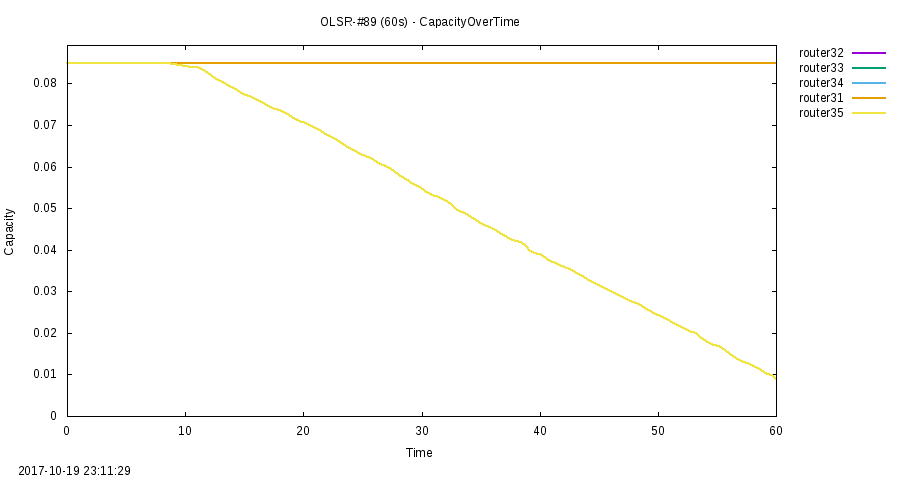 OLSR-#89 (60s) - CapacityOverTime
router32
router33
router34
router31
router35
0.08
0.07
0.06
0.05
0.04
0.03
0.02
0.01
0
Capacity
0 10 20 30 40 50 60
Time
2017-10-19 23:11:29